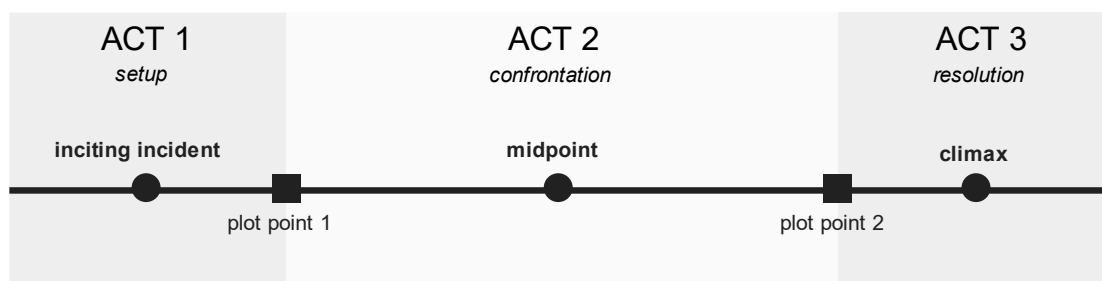 ACT 1
setup
ACT 2
confrontation
ACT 3
resolution
inciting incident
midpoint
climax
plot point 1
plot point 2